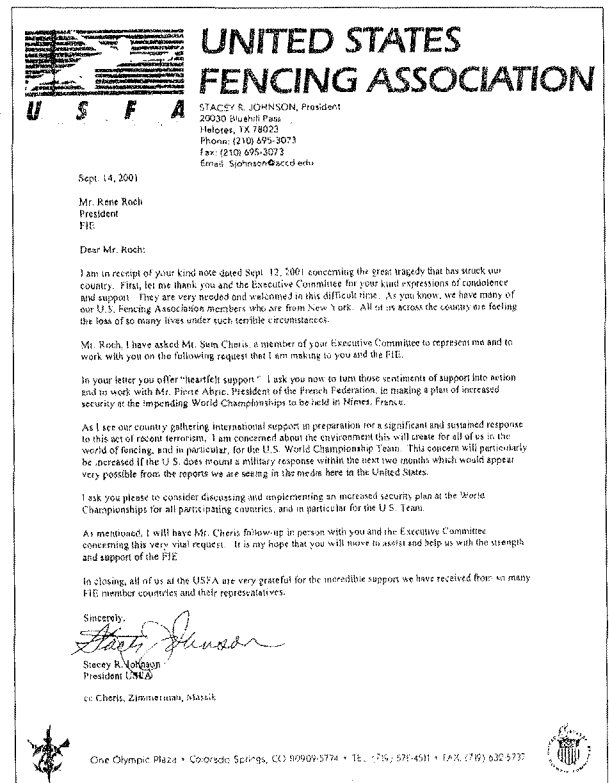 UNITED STATES
FENCING ASSOCIATION
U S F A
STACEY R. JOHNSON, President
20030 Bluehill Pass
Helotes, TX 78023
Phone: (210) 695-3073
Fax: (210) 695-3073
Email: Sjohnson@accd.edu
Sept. 14, 2001
Mr. Rene Roch
President
FIE
Dear Mr. Roch:
I am in receipt of your kind note dated Sept. 12, 2001 concerning the great tragedy that has struck our
country. First, let me thank you and the Executive Committee for your kind expressions of condolence
and support. They are very needed and welcomed in this difficult time. As you know, we have many of
our U.S. Fencing Association members who are from New York. All of us across the country are feeling
the loss of so many lives under such terrible circumstances.
Mr. Roch, I have asked Mr. Sam Cheris, a member of your Executive Committee to represent me and to
work with you on the following request that I am making to you and the FIE.
In your letter you offer "heartfelt support." I ask you now to turn those sentiments of support into action
and to work with Mr. Pierre Abric, President of the French Federation, in making a plan of increased
security at the impending World Championships to be held in Nimes, France.
As I see our country gathering international support in preparation for a significant and sustained response
to this act of recent terrorism, I am concerned about the environment this will create for all of us in the
world of fencing, and in particular, for the U.S. World Championship Team. This concern will particularly
be increased if the U.S. does mount a military response within the next two months which would appear
very possible from the reports we are seeing in the media here in the United States.
I ask you please to consider discussing and implementing an increased security plan at the World
Championships for all participating countries, and in particular for the U.S. Team.
As mentioned, I will have Mr. Cheris follow-up in person with you and the Executive Committee
concerning this very vital request. It is my hope that you will move to assist and help us with the strength
and support of the FIE
In closing, all of us at the USFA are very grateful for the incredible support we have received from so many
FIE member countries and their representatives.
Sincerely,
Stacey Johnson
Stacey R. Johnson
President USFA
cc Cheris, Zimmerman, Massik
One Olympic Plaza • Colorado Springs, CO 80909-5774 • TEL. (719) 578-4511 • FAX. (719) 632-5737